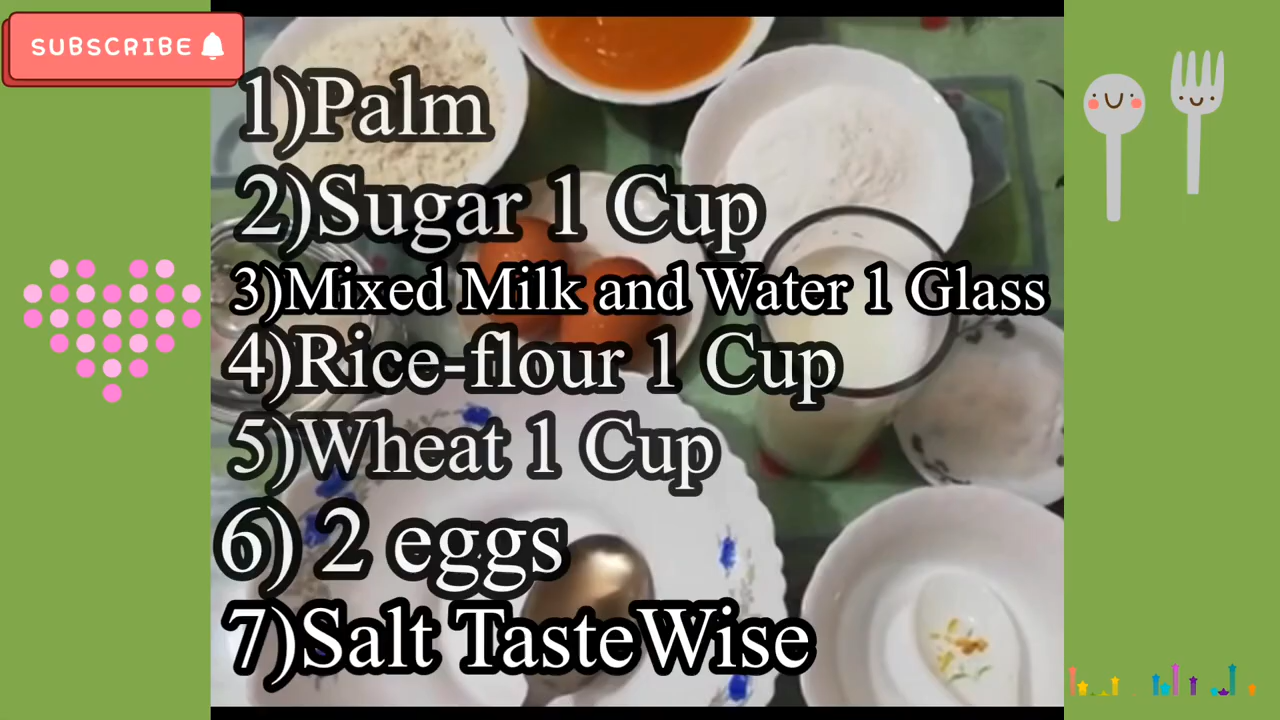 SUBSCRIBE
1)Palm
2)Sugar 1 Cup
3)Mixed Milk and Water 1 Glass
4)Rice-flour 1 Cup
5)Wheat 1 Cup
6) 2 eggs
7)Salt TasteWise